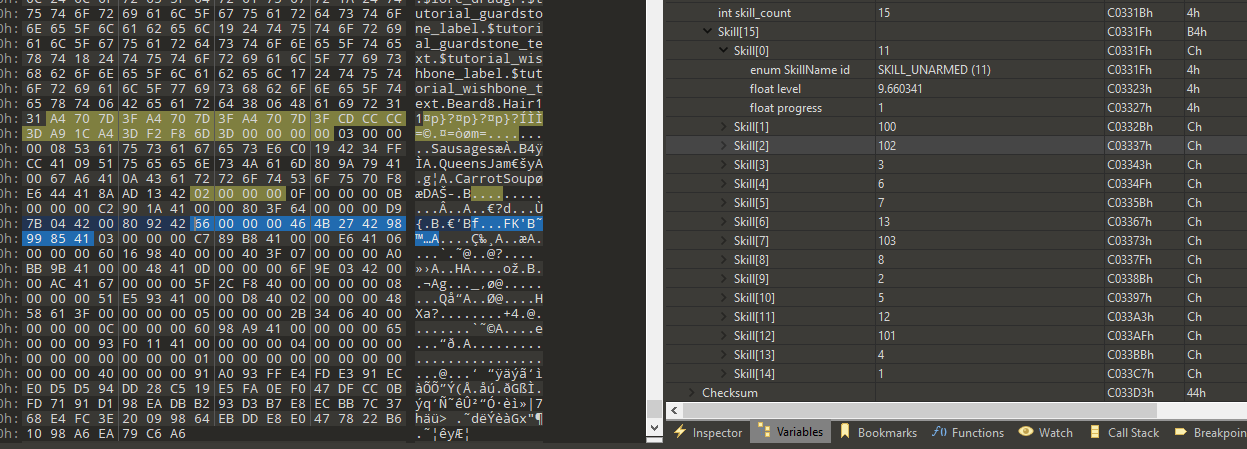 0h: 75 74 6F 72 69 61 6C 5F 67 75 61 72 64 73 74 6F utorial_guardsto
0h: 6E 65 5F 6C 61 62 65 6C 19 24 74 75 74 6F 72 69 ne_label.$tutori
0h: 61 6C 5F 67 75 61 72 64 73 74 6F 6E 65 5F 74 65 al_guardstone_te
0h: 78 74 18 24 74 75 74 6F 72 69 61 6C 5F 77 69 73 xt.$tutorial_wis
0h: 68 62 6F 6E 65 5F 6C 61 62 65 6C 17 24 74 75 74 hbone_label.$tut
0h: 6F 72 69 61 6C 5F 77 69 73 68 62 6F 6E 65 5F 74 orial_wishbone_t
0h: 65 78 74 06 42 65 61 72 64 38 06 48 61 69 72 31 ext.Beard8.Hair1
0h: 31 A4 70 7D 3F A4 70 7D 3F A4 70 7D 3F CD CC CC 1¤p}?¤p}?¤p}?ÍÌÌ
0h: 3D A9 1C A4 3D F2 F8 6D 3D 00 00 00 00 03 00 00 =©.¤=òøm=.......
0h: 00 08 53 61 75 73 61 67 65 73 E6 C0 19 42 34 FF ..SausagesæÀ.B4ÿ
0h: CC 41 09 51 75 65 65 6E 73 4A 61 6D 80 9A 79 41 ÌA.QueensJam€šyA
0h: 00 67 A6 41 0A 43 61 72 72 6F 74 53 6F 75 70 F8 .g¦A.CarrotSoupø
0h: E6 44 41 8A AD 13 42 02 00 00 00 0F 00 00 00 0B æDAŠ-.B.........
0h: 00 00 00 C2 90 1A 41 00 00 80 3F 64 00 00 00 D9 ...Â..A..€?d...Ù
0h: 7B 04 42 00 80 92 42 66 00 00 00 46 4B 27 42 98 {.B.€’Bf...FK'B˜
0h: 99 85 41 03 00 00 00 C7 89 B8 41 00 00 E6 41 06 ™…A....Ç‰¸A..æA.
0h: 00 00 00 60 16 98 40 00 00 40 3F 07 00 00 00 A0 ...`.˜@..@?....
0h: BB 9B 41 00 00 48 41 0D 00 00 00 6F 9E 03 42 00 »›A..HA....ož.B.
0h: 00 AC 41 67 00 00 00 5F 2C F8 40 00 00 00 00 08 .¬Ag..._,ø@.....
0h: 00 00 00 51 E5 93 41 00 00 D8 40 02 00 00 00 48 ...Qå“A..Ø@....H
0h: 58 61 3F 00 00 00 00 05 00 00 00 2B 34 06 40 00 Xa?........+4.@.
0h: 00 00 00 0C 00 00 00 60 98 A9 41 00 00 00 00 65 .......`˜©A....e
0h: 00 00 00 93 F0 11 41 00 00 00 00 04 00 00 00 00 ...“ð.A.........
0h: 00 00 00 00 00 00 00 01 00 00 00 00 00 00 00 00 ................
0h: 00 00 00 40 00 00 00 91 A0 93 FF E4 FD E3 91 EC ...@...‘ “ÿäýã‘ì
0h: E0 D5 D5 94 DD 28 C5 19 E5 FA 0E F0 47 DF CC 0B àÕÕ”Ý(Å.åú.ðGßÌ.
0h: FD 71 91 D1 98 EA DB B2 93 D3 B7 E8 EC BB 7C 37 ýq‘Ñ˜êÛ²“Ó·èì»|7
0h: 68 E4 FC 3E 20 09 98 64 EB DD E8 E0 47 78 22 B6 häü> .˜dëÝèàGx"¶
0h: 10 98 A6 EA 79 C6 A6 .˜¦êyÆ¦
int skill_count 15 C0331Bh 4h
Skill[15] C0331Fh B4h
Skill[0] 11 C0331Fh Ch
enum SkillName id SKILL_UNARMED (11) C0331Fh 4h
float level 9.660341 C03323h 4h
float progress 1 C03327h 4h
Skill[1] 100 C0332Bh Ch
Skill[2] 102 C03337h Ch
Skill[3] 3 C03343h Ch
Skill[4] 6 C0334Fh Ch
Skill[5] 7 C0335Bh Ch
Skill[6] 13 C03367h Ch
Skill[7] 103 C03373h Ch
Skill[8] 8 C0337Fh Ch
Skill[9] 2 C0338Bh Ch
Skill[10] 5 C03397h Ch
Skill[11] 12 C033A3h Ch
Skill[12] 101 C033AFh Ch
Skill[13] 4 C033BBh Ch
Skill[14] 1 C033C7h Ch
Checksum C033D3h 44h
Inspector Variables Bookmarks f() Functions Watch Call Stack Breakpoin